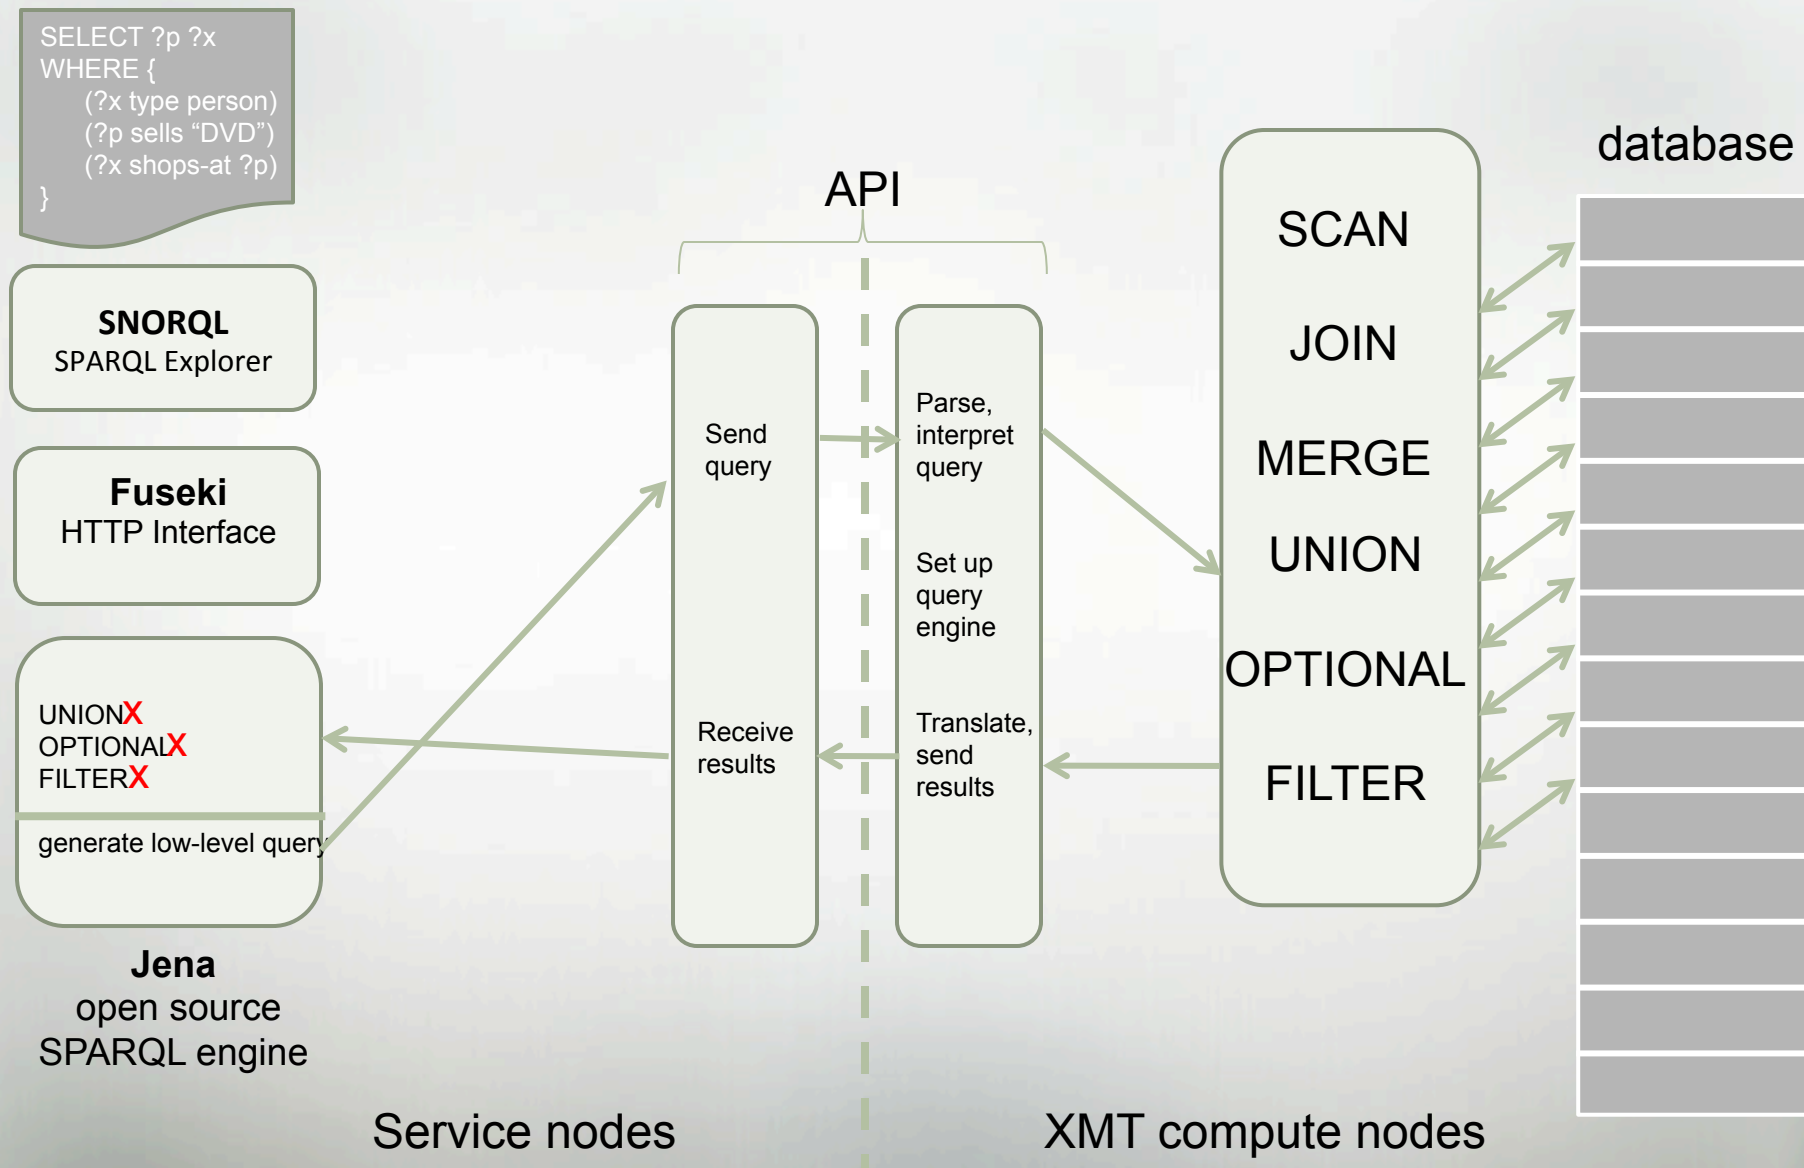 SELECT ?p ?x
WHERE {
(?x type person)
(?p sells “DVD”)
(?x shops-at ?p)
}
SNORQL
SPARQL Explorer
Fuseki
HTTP Interface
UNIONX
OPTIONALX
FILTERX
generate low-level query
Jena
open source
SPARQL engine
API
Send
query
Receive
results
Parse,
interpret
query
Set up
query
engine
Translate,
send
results
SCAN
JOIN
MERGE
UNION
OPTIONAL
FILTER
database
Service nodes
XMT compute nodes